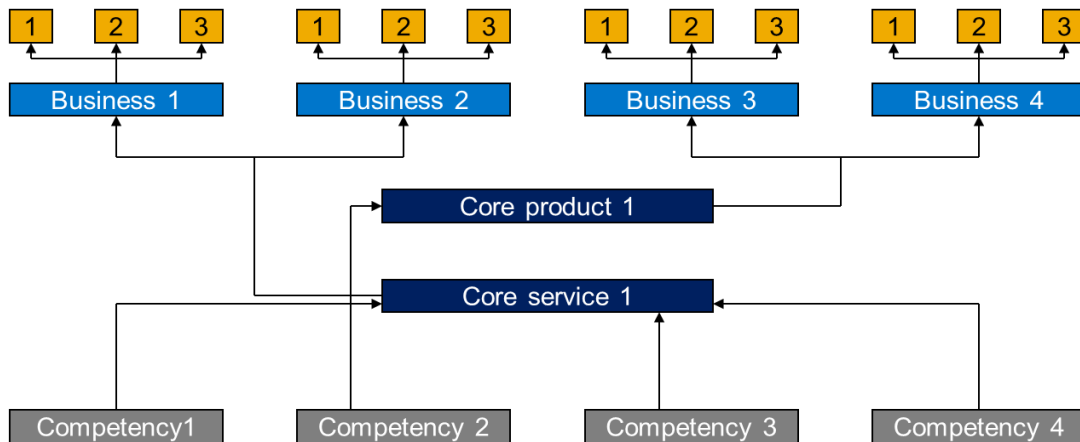 1 2 3 1 2 3 1 2 3 1 2 3
Business 1 Business 2 Business 3 Business 4
Core product 1
Core service 1
Competency1 Competency 2 Competency 3 Competency 4